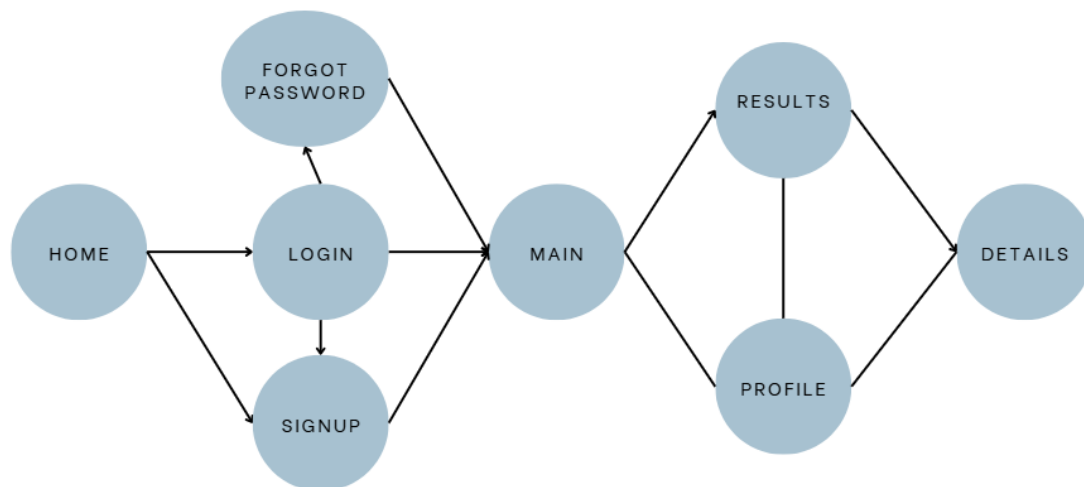 FORGOT
PASSWORD
RESULTS
HOME
LOGIN
MAIN
DETAILS
PROFILE
SIGNUP